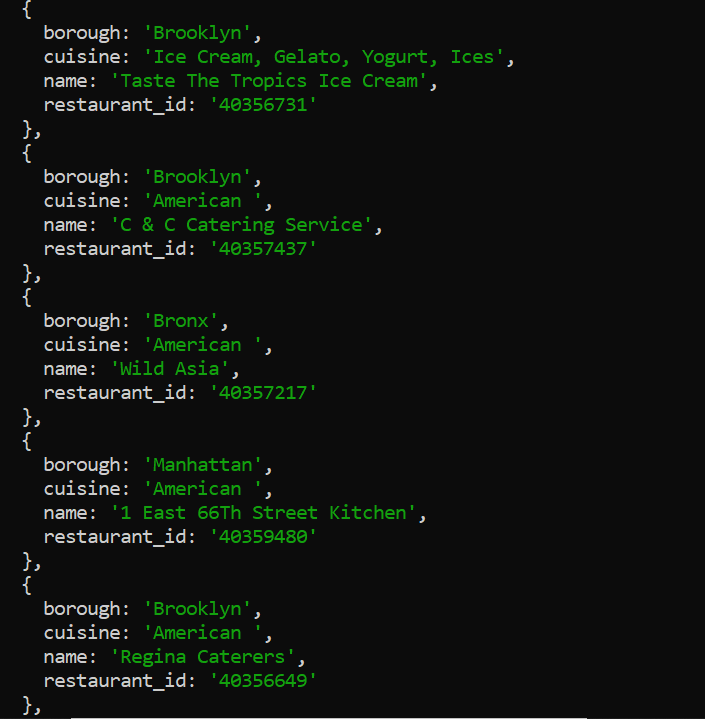 {
borough: 'Brooklyn',
cuisine: 'Ice Cream, Gelato, Yogurt, Ices',
name: 'Taste The Tropics Ice Cream',
restaurant_id: '40356731'
},
{
borough: 'Brooklyn',
cuisine: 'American ',
name: 'C & C Catering Service',
restaurant_id: '40357437'
},
{
borough: 'Bronx',
cuisine: 'American ',
name: 'Wild Asia',
restaurant_id: '40357217'
},
{
borough: 'Manhattan',
cuisine: 'American ',
name: '1 East 66Th Street Kitchen',
restaurant_id: '40359480'
},
{
borough: 'Brooklyn',
cuisine: 'American ',
name: 'Regina Caterers',
restaurant_id: '40356649'
},